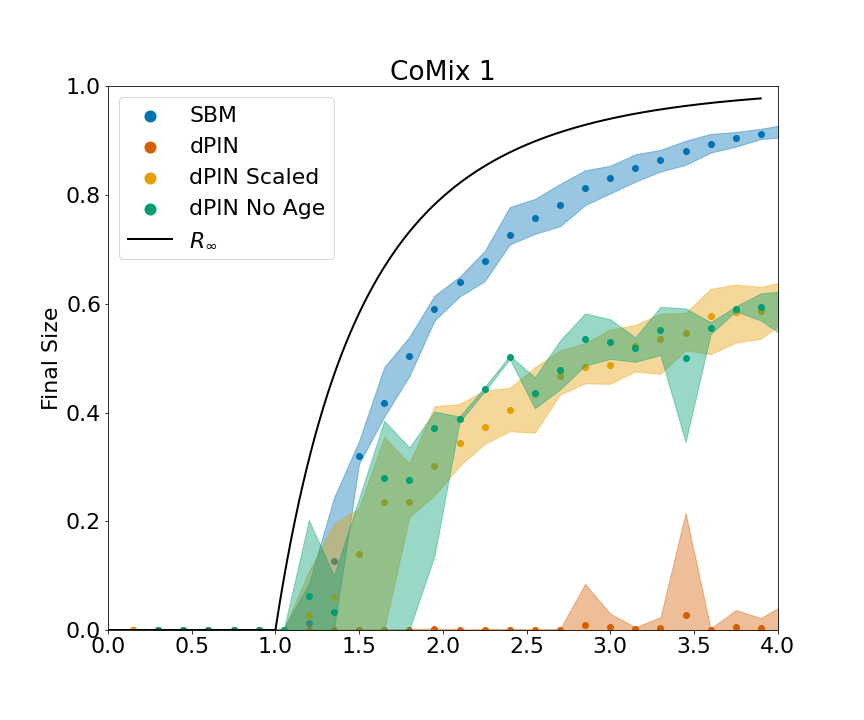 CoMix 1
1.0
SBM
dPIN
dPIN Scaled
dPIN No Age
R∞
0.8
0.6
0.4
0.2
0.0
Final Size
0.0 0.5 1.0 1.5 2.0 2.5 3.0 3.5 4.0